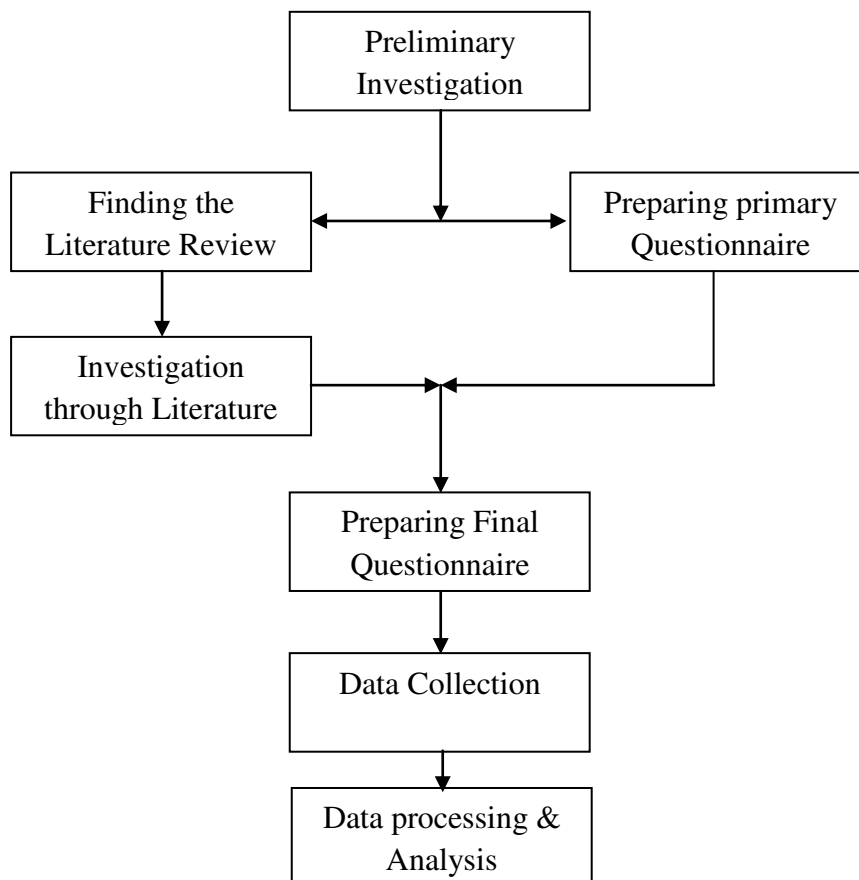 Preliminary
Investigation
Finding the
Literature Review
Preparing primary
Questionnaire
Investigation
through Literature
Preparing Final
Questionnaire
Data Collection
Data processing &
Analysis